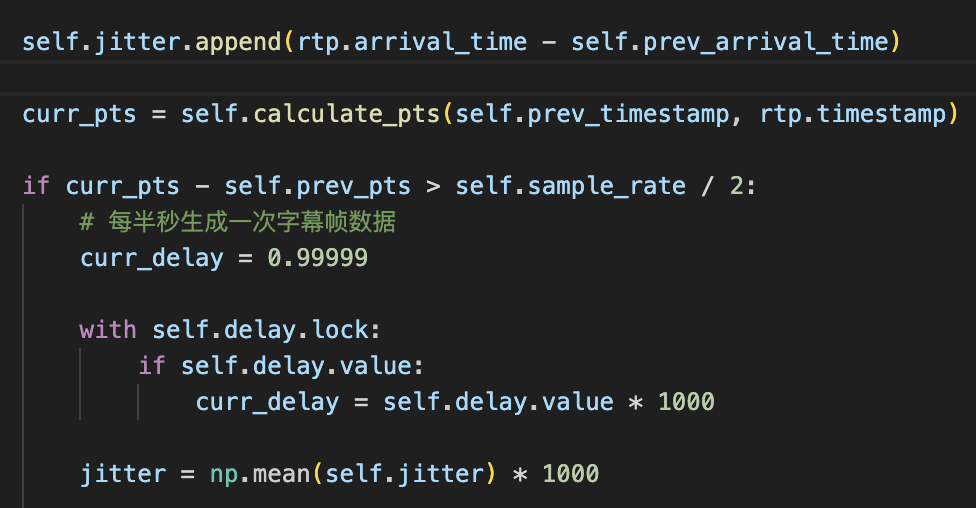 self.jitter.append(rtp.arrival_time - self.prev_arrival_time)
curr_pts = self.calculate_pts(self.prev_timestamp, rtp.timestamp)
if curr_pts - self.prev_pts > self.sample_rate / 2:
# 每半秒生成一次字幕帧数据
curr_delay = 0.99999
with self.delay.lock:
if self.delay.value:
curr_delay = self.delay.value * 1000
jitter = np.mean(self.jitter) * 1000